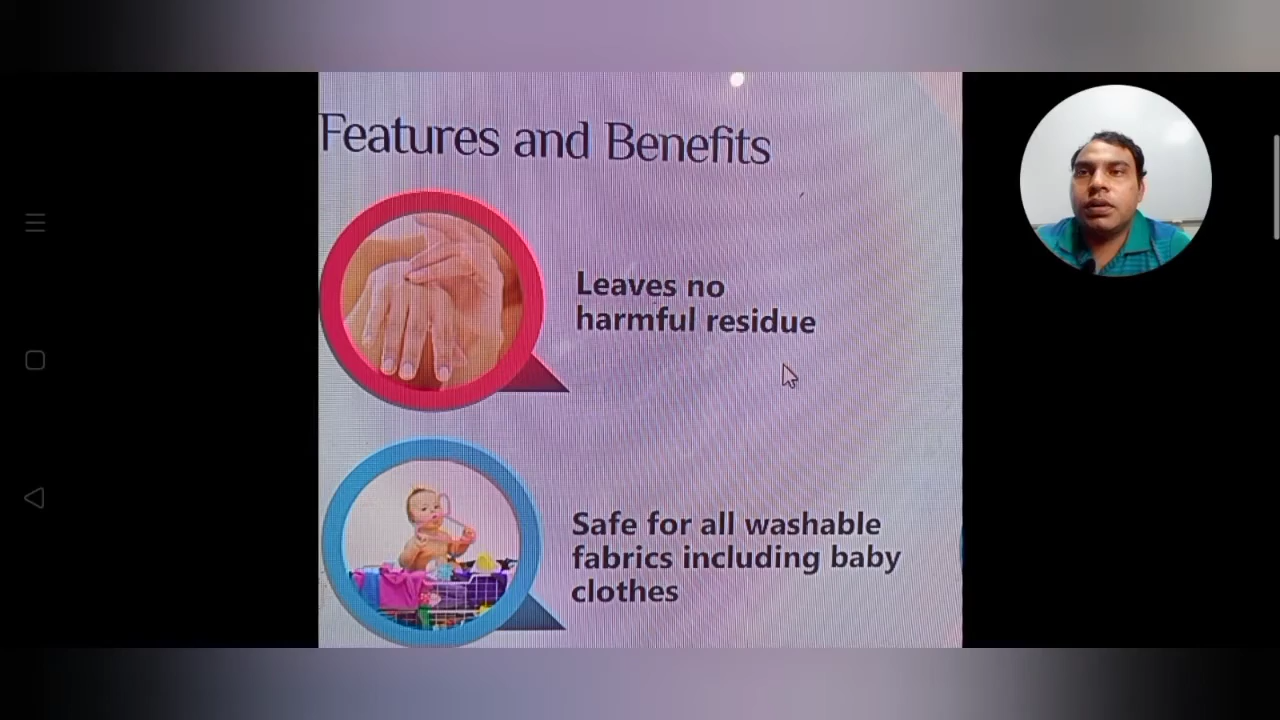 Features and Benefits
Leaves no
harmful residue
Safe for all washable
fabrics including baby
clothes